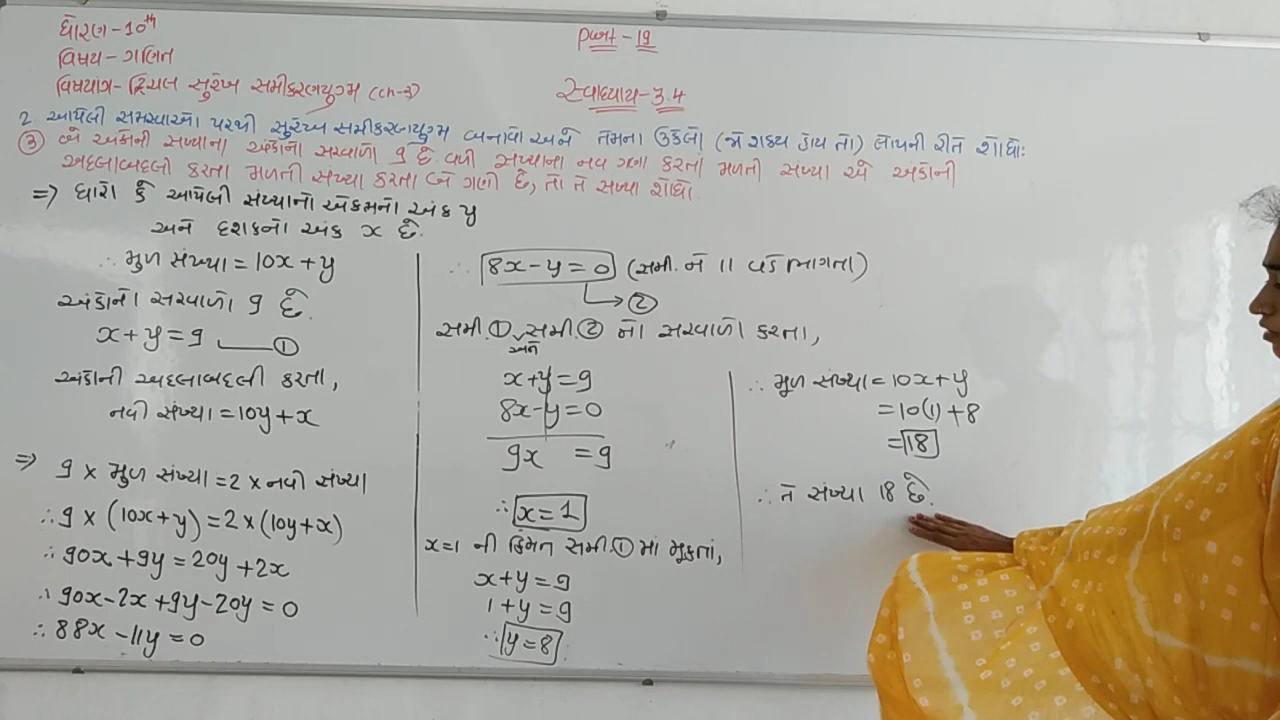 ધોરણ-10th
વિષય-ગણિત
વિષયાંગ-દ્વિચલ સુરેખ સમીકરણયુગ્મ (ch-3)
Part-19
સ્વાધ્યાય-3.4
2. આપેલી સમસ્યાઓ પરથી સુરેખ સમીકરણયુગ્મ બનાવો અને તેમના ઉકેલો (જો શક્ય હોય તો) લોપની રીતે શોધો:
③ બે અંકોની સંખ્યાના અંકોનો સરવાળો 9 છે. વળી સંખ્યાના નવ ગણા કરતાં મળતી સંખ્યા એ અંકોની
અદલાબદલી કરતા મળતી સંખ્યા કરતા બે ગણી છે, તો તે સંખ્યા શોધો.
=> ધારો કે આપેલી સંખ્યાનો એકમનો અંક y
અને દશકનો અંક x છે.
∴ મુળ સંખ્યા = 10x+y
અંકોનો સરવાળો 9 છે.
x+y=9 ①
અંકોની અદલાબદલી કરતા,
નવી સંખ્યા = 10y+x
=> 9 × મુળ સંખ્યા = 2 × નવી સંખ્યા
∴ 9 × (10x+y) = 2 × (10y+x)
∴ 90x+9y=20y+2x
∴ 90x-2x+9y-20y=0
∴ 88x-11y=0
∴ 8x-y=0 (સમી. ને 11 વડે ભાગતા)
②
સમી.① અને સમી.② નો સરવાળો કરતા,
x+y=9
8x-y=0
9x =9
∴ x=1
x=1 ની કિંમત સમી.① માં મૂકતાં,
x+y=9
1+y=9
∴ y=8
∴ મૂળ સંખ્યા = 10x+y
= 10(1)+8
= 18
∴ તે સંખ્યા 18 છે.